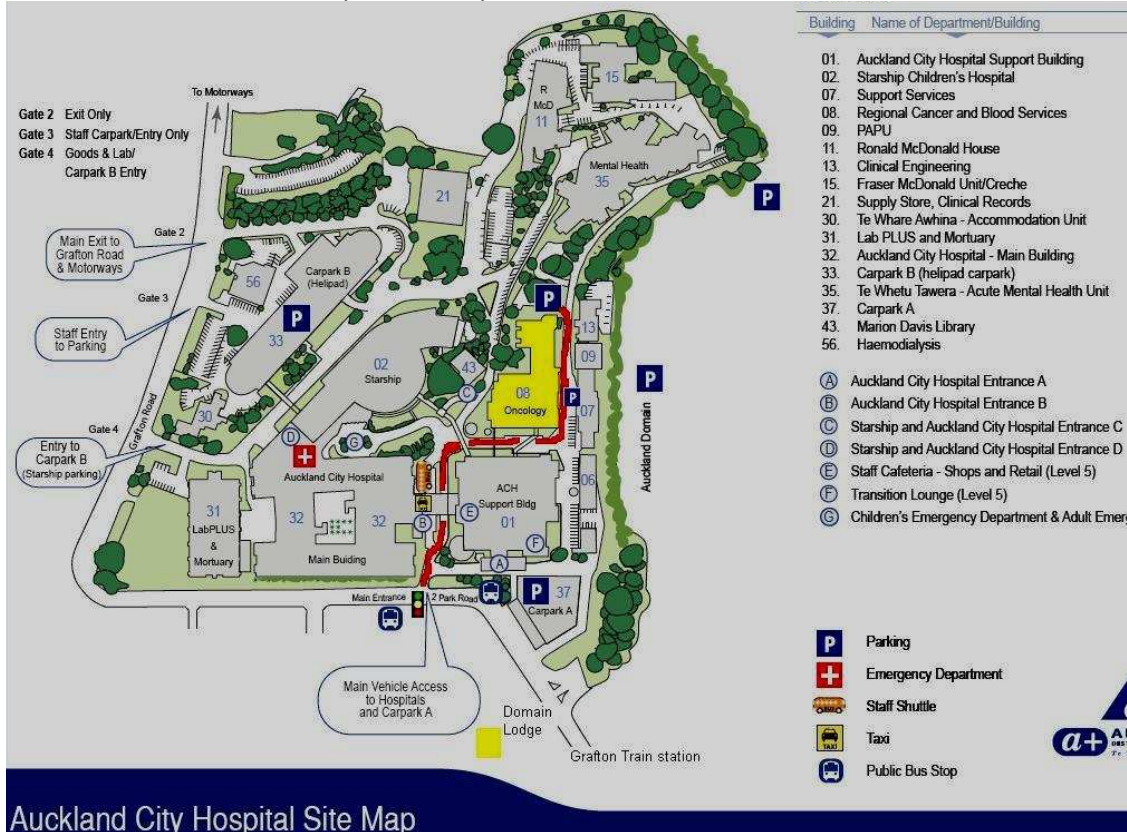 Building Name of Department/Building
01. Auckland City Hospital Support Building
02. Starship Children's Hospital
07. Support Services
08. Regional Cancer and Blood Services
09. PAPU
11. Ronald McDonald House
13. Clinical Engineering
15. Fraser McDonald Unit/Creche
21. Supply Store, Clinical Records
30. Te Whare Awhina - Accommodation Unit
31. Lab PLUS and Mortuary
32. Auckland City Hospital - Main Building
33. Carpark B (helipad carpark)
35. Te Whetu Tawera - Acute Mental Health Unit
37. Carpark A
43. Marion Davis Library
56. Haemodialysis
A Auckland City Hospital Entrance A
B Auckland City Hospital Entrance B
C Starship and Auckland City Hospital Entrance C
D Starship and Auckland City Hospital Entrance D
E Staff Cafeteria - Shops and Retail (Level 5)
F Transition Lounge (Level 5)
G Children's Emergency Department & Adult Emer
P Parking
Emergency Department
Staff Shuttle
TAXI Taxi
Public Bus Stop
a+
Gate 2 Exit Only
Gate 3 Staff Carpark/Entry Only
Gate 4 Goods & Lab/
Carpark B Entry
To Motorways
Gate 2
Main Exit to
Grafton Road
& Motorways
Gate 3
Staff Entry
to Parking
Grafton Road
Gate 4
Entry to
Carpark B
(Starship parking)
15
R
McD
11
Mental Health
35
21
P
56
Carpark B
(Helipad)
P
33
P
13
02
Starship
43
C
09
08
Oncology
P
P
07
Auckland Domain
30
D
G
Auckland City Hospital
31
LabPLUS
&
Mortuary
32
32
Main Buiding
TAXI
B
ACH
Support Bldg
E
01
F
A
06
Main Entrance
2 Park Road
P
37
Carpark A
Main Vehicle Access
to Hospitals
and Carpark A
Domain
Lodge
Grafton Train station
Auckland City Hospital Site Map